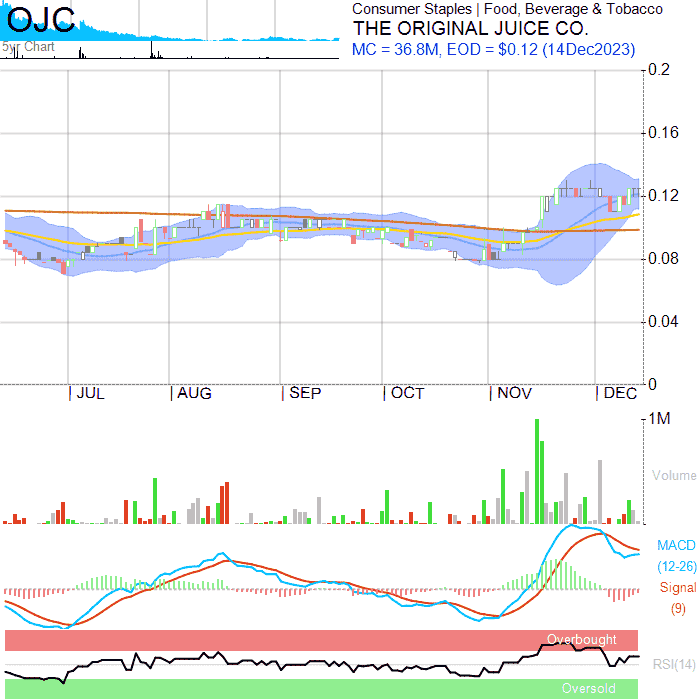 OJC
5yr Chart
Consumer Staples | Food, Beverage & Tobacco
THE ORIGINAL JUICE CO.
MC = 36.8M, EOD = $0.12 (14Dec2023)
0.2
0.16
0.12
0.08
0.04
0
JUL AUG SEP OCT NOV DEC
1M
Volume
MACD
(12-26)
Signal
(9)
Overbought
RSI(14)
Oversold